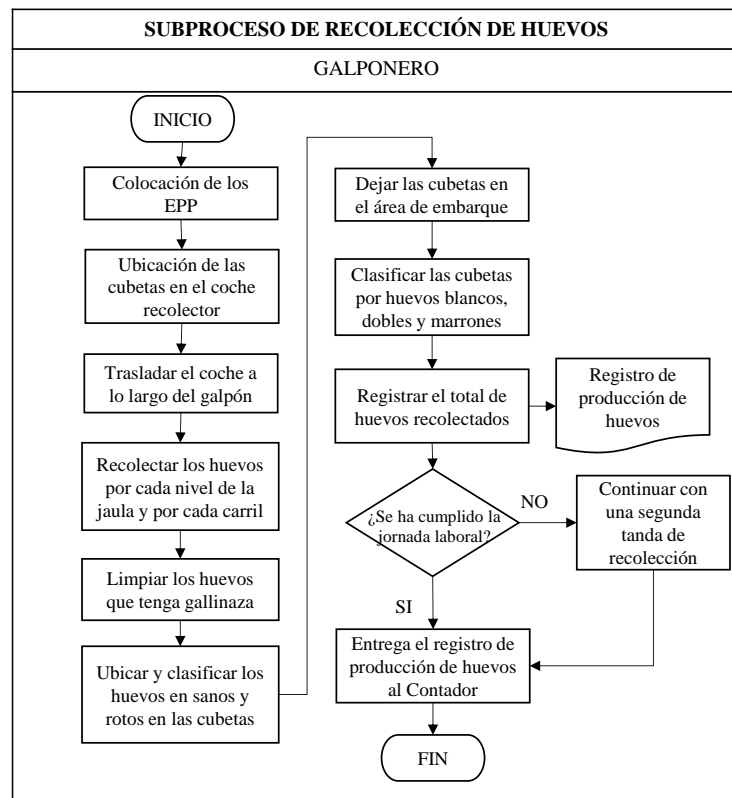 SUBPROCESO DE RECOLECCIÓN DE HUEVOS
GALPONERO
INICIO
Colocación de los
EPP
Ubicación de las
cubetas en el coche
recolector
Trasladar el coche a
lo largo del galpón
Recolectar los huevos
por cada nivel de la
jaula y por cada carril
Limpiar los huevos
que tenga gallinaza
Ubicar y clasificar los
huevos en sanos y
rotos en las cubetas
Dejar las cubetas en
el área de embarque
Clasificar las cubetas
por huevos blancos,
dobles y marrones
Registrar el total de
huevos recolectados
Registro de
producción de
huevos
¿Se ha cumplido la
jornada laboral?
NO
Continuar con
una segunda
tanda de
recolección
SI
Entrega el registro de
producción de huevos
al Contador
FIN